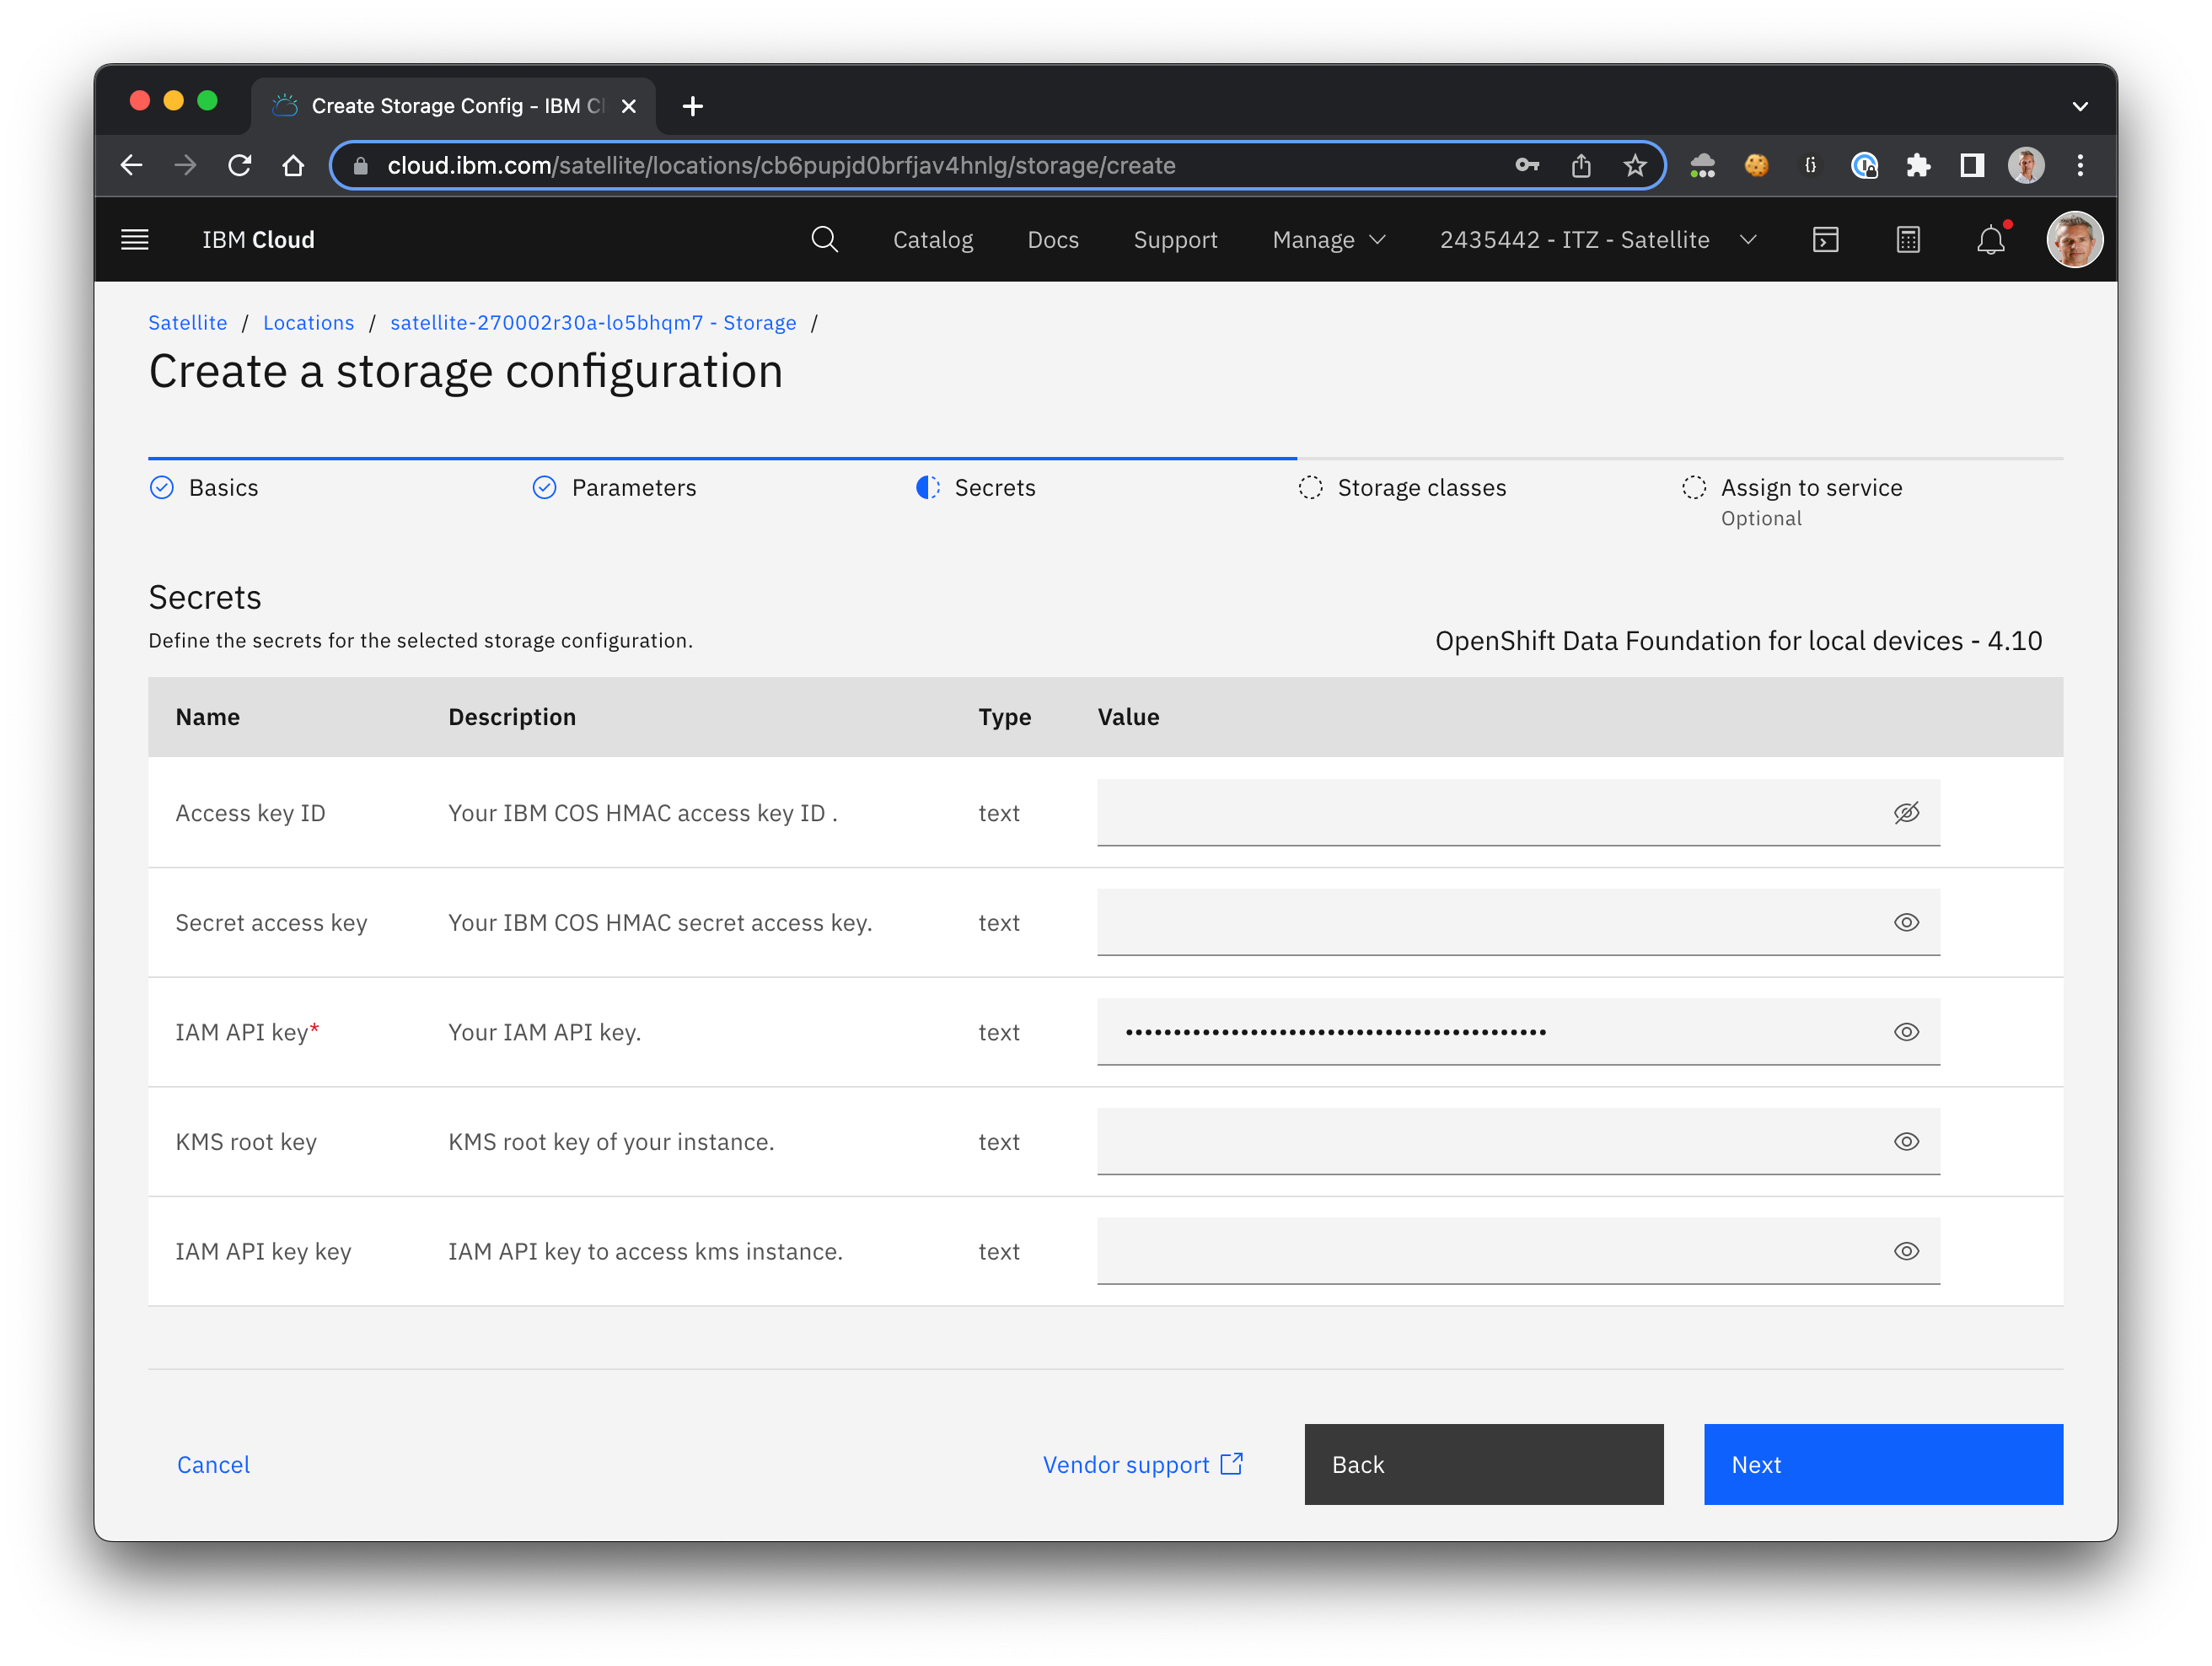 Create Storage Config - IBM Cl
cloud.ibm.com/satellite/locations/cb6pupjd0brfjav4hnlg/storage/create
IBM Cloud
Catalog
Docs
Support
Manage
2435442 - ITZ - Satellite
Satellite / Locations / satellite-270002r30a-lo5bhqm7 - Storage /
Create a storage configuration
Basics
Parameters
Secrets
Storage classes
Assign to service
Optional
Secrets
Define the secrets for the selected storage configuration.
OpenShift Data Foundation for local devices - 4.10
Name Description Type Value
Access key ID Your IBM COS HMAC access key ID . text
Secret access key Your IBM COS HMAC secret access key. text
IAM API key* Your IAM API key. text ••••••••••••••••••••••••••••••••••••••••••••
KMS root key KMS root key of your instance. text
IAM API key key IAM API key to access kms instance. text
Cancel
Vendor support
Back
Next